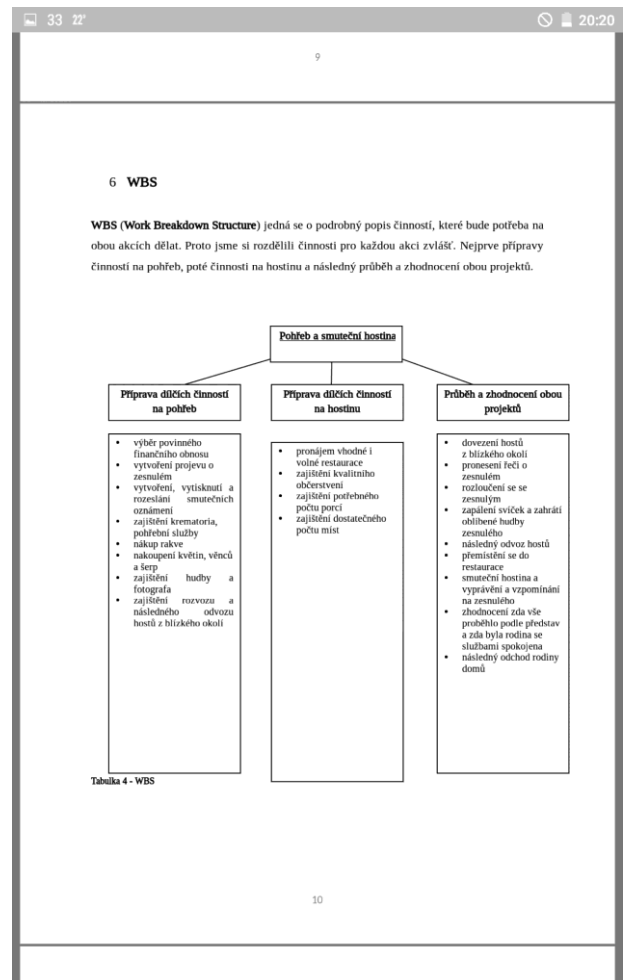 33 22°
20:20
9
6 WBS
WBS (Work Breakdown Structure) jedná se o podrobný popis činností, které bude potřeba na
obou akcích dělat. Proto jsme si rozdělili činnosti pro každou akci zvlášť. Nejprve přípravy
činností na pohřeb, poté činnosti na hostinu a následný průběh a zhodnocení obou projektů.
Pohřeb a smuteční hostina
Příprava dílčích činností
na pohřeb
Příprava dílčích činností
na hostinu
Průběh a zhodnocení obou
projektů
• výběr povinného
finančního obnosu
• vytvoření projevu o
zesnulém
• vytvoření, vytisknutí a
rozeslání smutečních
oznámení
• zajištění krematoria,
pohřební služby
• nákup rakve
• nakoupení květin, věnců
a šerp
• zajištění hudby a
fotografa
• zajištění rozvozu a
následného odvozu
hostů z blízkého okolí
• pronájem vhodné i
volné restaurace
• zajištění kvalitního
občerstvení
• zajištění potřebného
počtu porcí
• zajištění dostatečného
počtu míst
• dovezení hostů
z blízkého okolí
• pronesení řeči o
zesnulém
• rozloučení se se
zesnulým
• zapálení svíček a zahrátí
oblíbené hudby
zesnulého
• následný odvoz hostů
• přemístění se do
restaurace
• smuteční hostina a
vyprávění a vzpomínání
na zesnulého
• zhodnocení zda vše
proběhlo podle představ
a zda byla rodina se
službami spokojena
• následný odchod rodiny
domů
Tabulka 4 - WBS
10